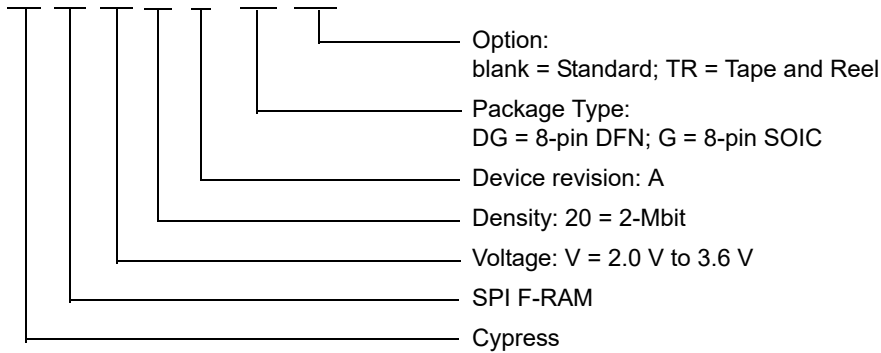 Option:
blank = Standard; TR = Tape and Reel
Package Type:
DG = 8-pin DFN; G = 8-pin SOIC
Device revision: A
Density: 20 = 2-Mbit
Voltage: V = 2.0 V to 3.6 V
SPI F-RAM
Cypress